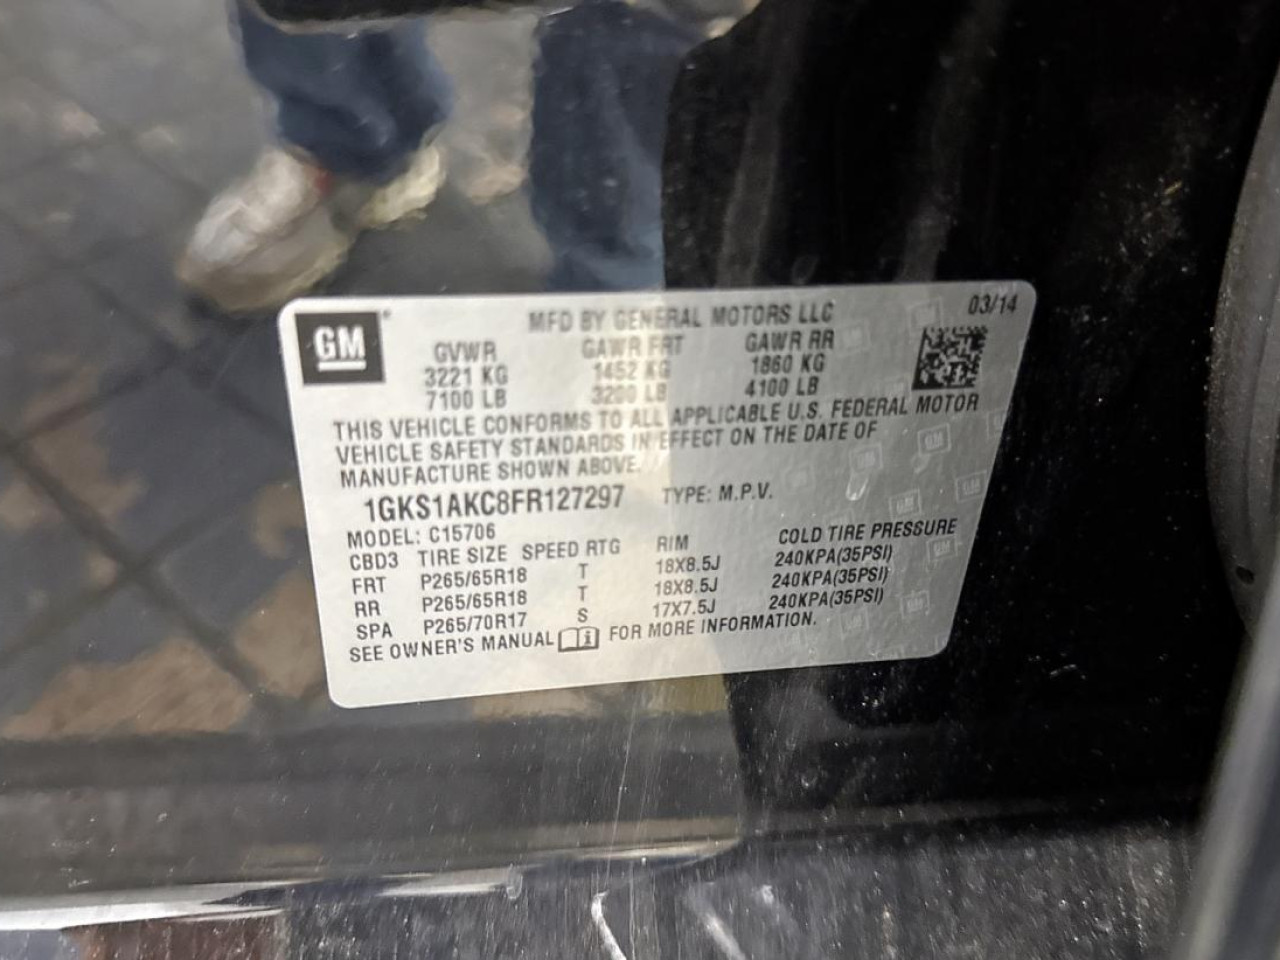 GM
MFD BY GENERAL MOTORS LLC 03/14
GVWR GAWR FRT GAWR RR
3221 KG 1452 KG 1860 KG
7100 LB 3200 LB 4100 LB
THIS VEHICLE CONFORMS TO ALL APPLICABLE U.S. FEDERAL MOTOR
VEHICLE SAFETY STANDARDS IN EFFECT ON THE DATE OF
MANUFACTURE SHOWN ABOVE.
1GKS1AKC8FR127297 TYPE: M.P.V.
MODEL: C15706
CBD3 TIRE SIZE SPEED RTG RIM COLD TIRE PRESSURE
FRT P265/65R18 T 18X8.5J 240KPA(35PSI)
RR P265/65R18 T 18X8.5J 240KPA(35PSI)
SPA P265/70R17 S 17X7.5J 240KPA(35PSI)
SEE OWNER'S MANUAL FOR MORE INFORMATION.